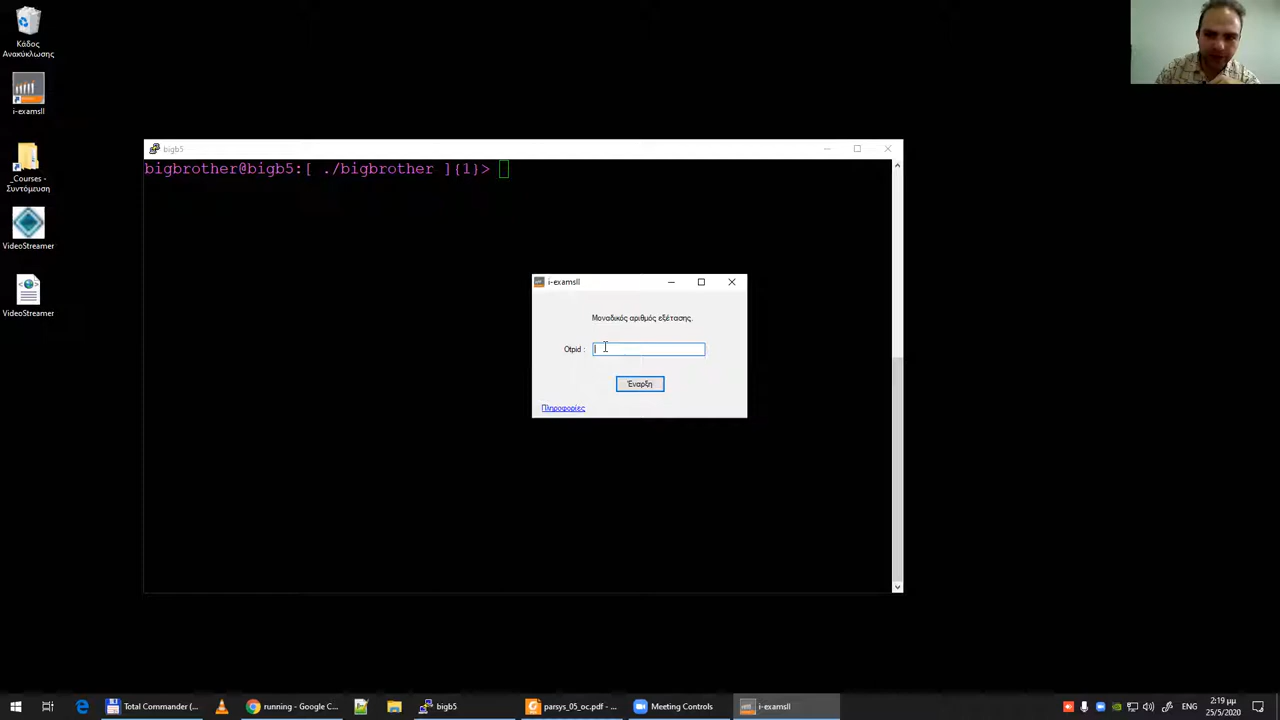 Κάδος
Ανακύκλωσης
i-examsII
_Courses -
Συντόμευση
VideoStreamer
VideoStreamer
bigb5
bigbrother@bigb5:[ ./bigbrother ]{1}>
i-examsII
Μοναδικός αριθμός εξέτασης.
Otpid :
Έναρξη
Πληροφορίες
Total Commander (...
running - Google C...
bigb5
parsys_05_oc.pdf - ...
Meeting Controls
i-examsII
ENG
2:19 μμ
25/5/2020